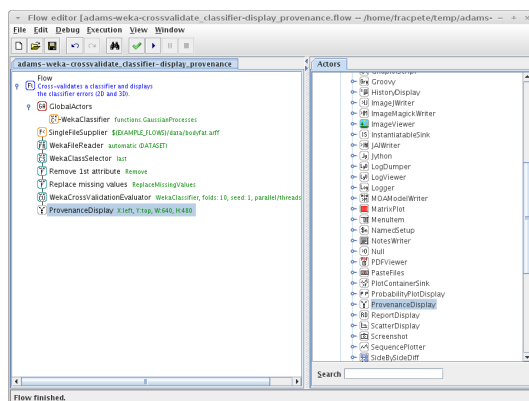 Flow editor [adams-weka-crossvalidate_classifier-display_provenance.flow -- /home/fracpete/temp/adams-
File Edit Debug Execution View Window
adams-weka-crossvalidate_classifier-display_provenance
Flow
Cross-validates a classifier and displays
the classifier errors (2D and 3D).
GlobalActors
WekaClassifier functions.GaussianProcesses
SingleFileSupplier ${EXAMPLE_FLOWS}/data/bodyfat.arff
WekaFileReader automatic (DATASET)
WekaClassSelector last
Remove 1st attribute Remove
Replace missing values ReplaceMissingValues
WekaCrossValidationEvaluator WekaClassifier, folds: 10, seed: 1, parallel/threads
ProvenanceDisplay X:left, Y:top, W:640, H:480
Actors
GraphicScript
HistoryDisplay
ImageJWriter
ImageMagickWriter
ImageViewer
InstantiatableSink
JAIWriter
Jython
LogDumper
LogViewer
Logger
MOAModelWriter
MatrixPlot
MenuItem
NamedSetup
NotesWriter
Null
PDFViewer
PasteFiles
PlotContainerSink
ProbabilityPlotDisplay
ProvenanceDisplay
ReportDisplay
ScatterDisplay
Screenshot
SequencePlotter
SideBySideDiff
Search
Flow finished.